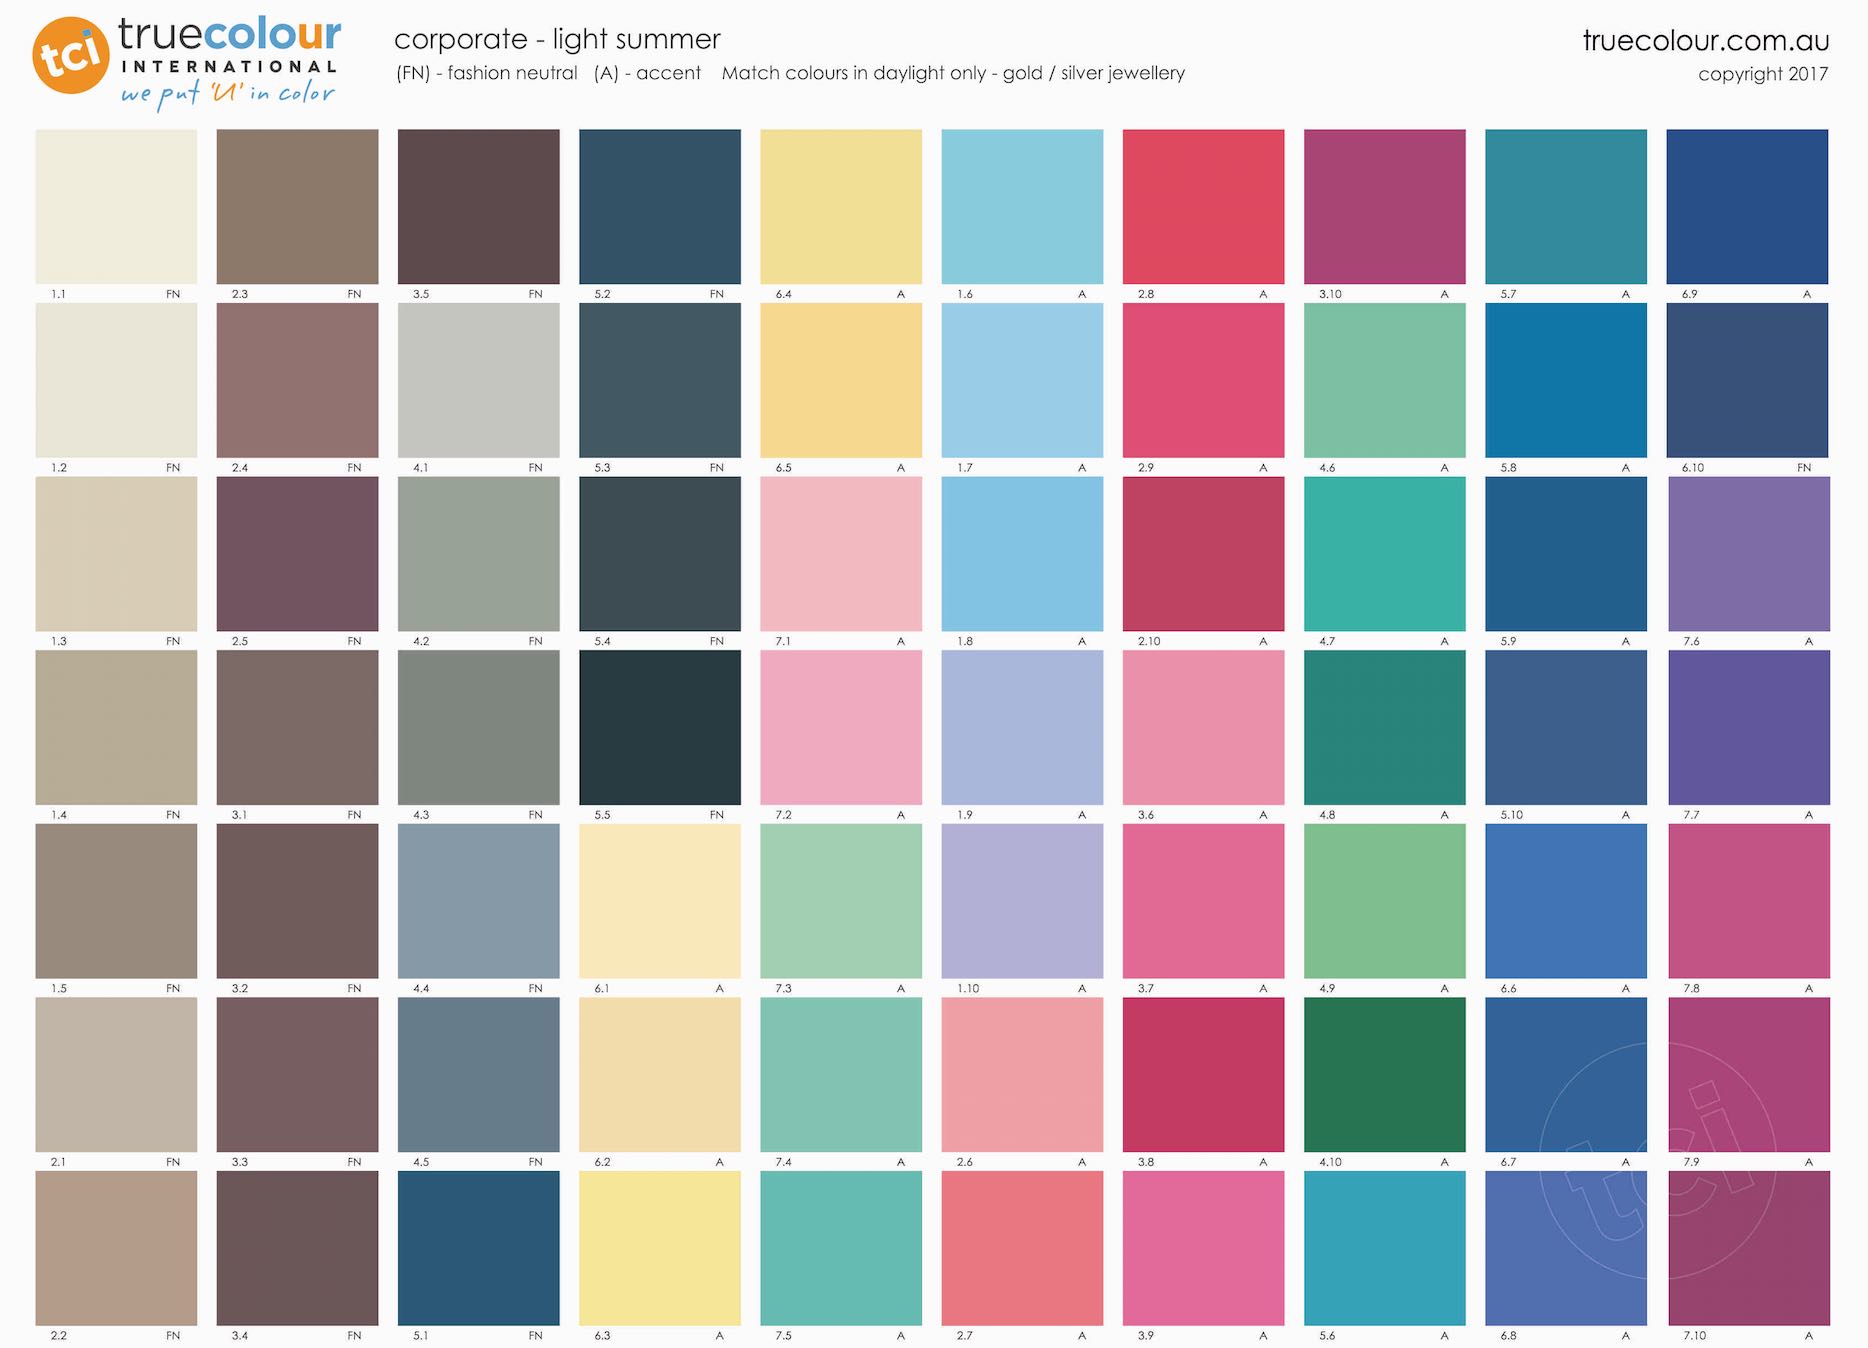 tci truecolour
INTERNATIONAL
we put 'U' in color
corporate - light summer
(FN) - fashion neutral (A) - accent Match colours in daylight only - gold / silver jewellery
truecolour.com.au
copyright 2017
1.1 FN 2.3 FN 3.5 FN 5.2 FN 6.4 A 1.6 A 2.8 A 3.10 A 5.7 A 6.9 A
1.2 FN 2.4 FN 4.1 FN 5.3 FN 6.5 A 1.7 A 2.9 A 4.6 A 5.8 A 6.10 FN
1.3 FN 2.5 FN 4.2 FN 5.4 FN 7.1 A 1.8 A 2.10 A 4.7 A 5.9 A 7.6 A
1.4 FN 3.1 FN 4.3 FN 5.5 FN 7.2 A 1.9 A 3.6 A 4.8 A 5.10 A 7.7 A
1.5 FN 3.2 FN 4.4 FN 6.1 A 7.3 A 1.10 A 3.7 A 4.9 A 6.6 A 7.8 A
2.1 FN 3.3 FN 4.5 FN 6.2 A 7.4 A 2.6 A 3.8 A 4.10 A 6.7 A 7.9 A
tci
2.2 FN 3.4 FN 5.1 FN 6.3 A 7.5 A 2.7 A 3.9 A 5.6 A 6.8 A 7.10 A